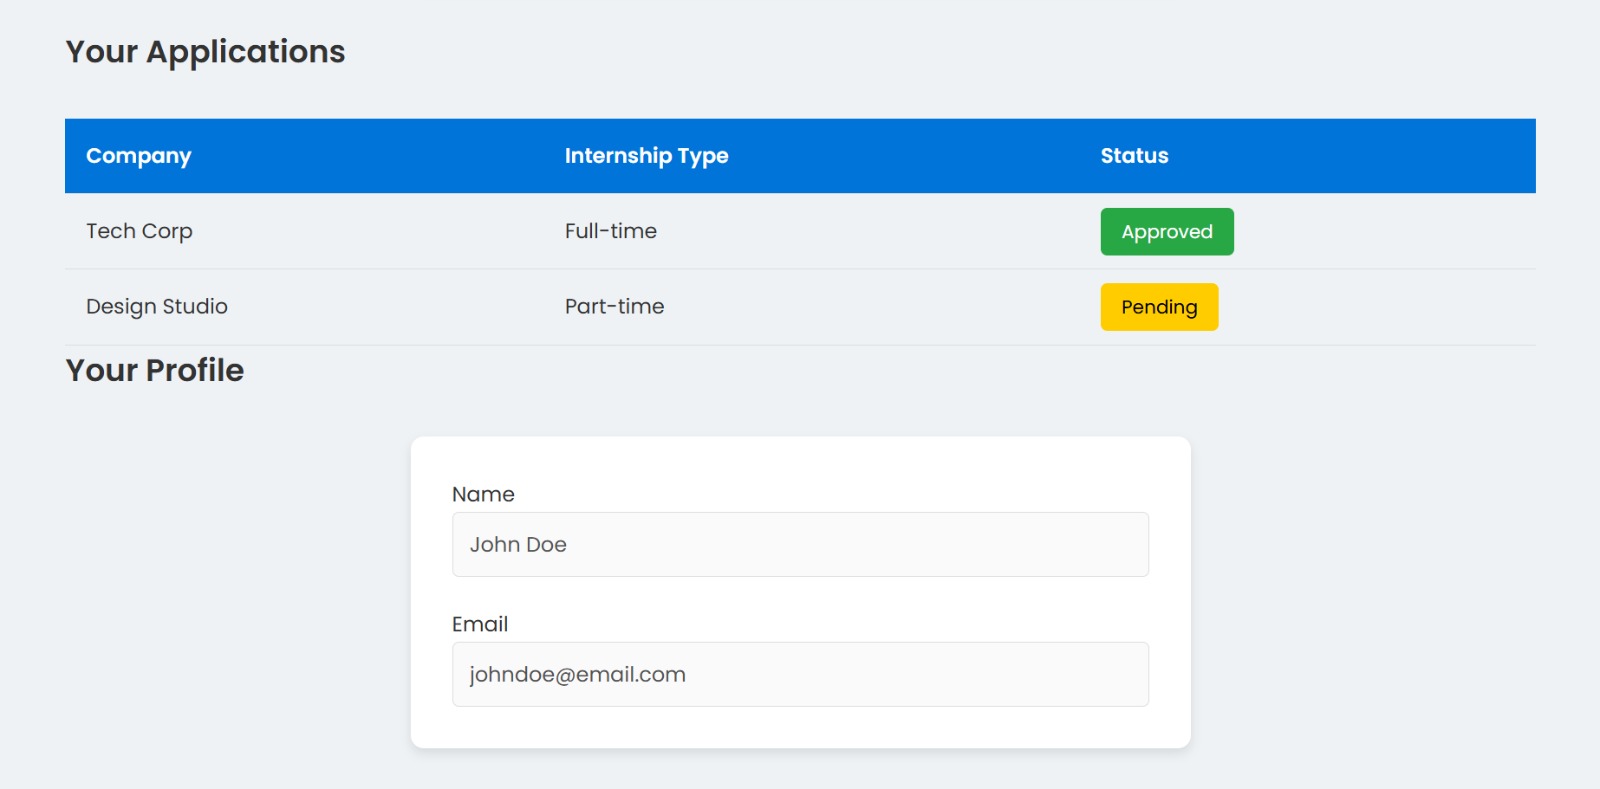 Your Applications
Company Internship Type Status
Tech Corp Full-time Approved
Design Studio Part-time Pending
Your Profile
Name
John Doe
Email
johndoe@email.com